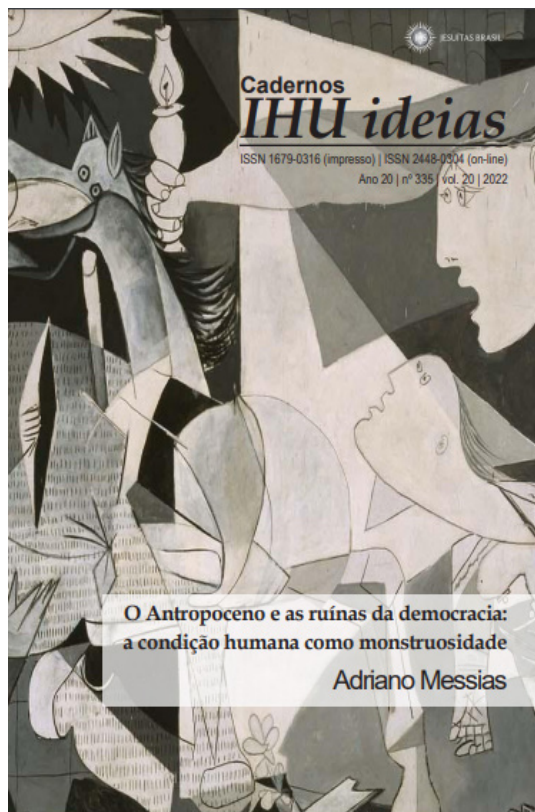 JESUÍTAS BRASIL
Cadernos
IHU ideias
ISSN 1679-0316 (impresso) | ISSN 2448-0304 (on-line)
Ano 20 | nº 335 | vol. 20 | 2022
O Antropoceno e as ruínas da democracia:
a condição humana como monstruosidade
Adriano Messias